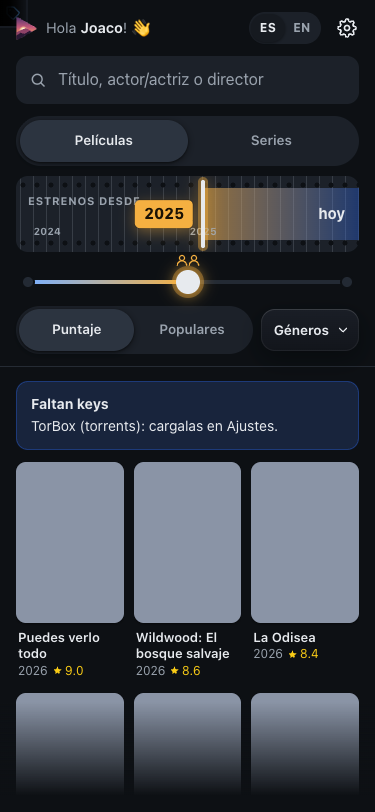 Hola Joaco! 👋
ES EN
Título, actor/actriz o director
Películas Series
ESTRENOS DESDE
2025
hoy
2024
2025
Puntaje Populares Géneros
Faltan keys
TorBox (torrents): cargalas en Ajustes.
Puedes verlo todo
2026 ★ 9.0
Wildwood: El bosque salvaje
2026 ★ 8.6
La Odisea
2026 ★ 8.4